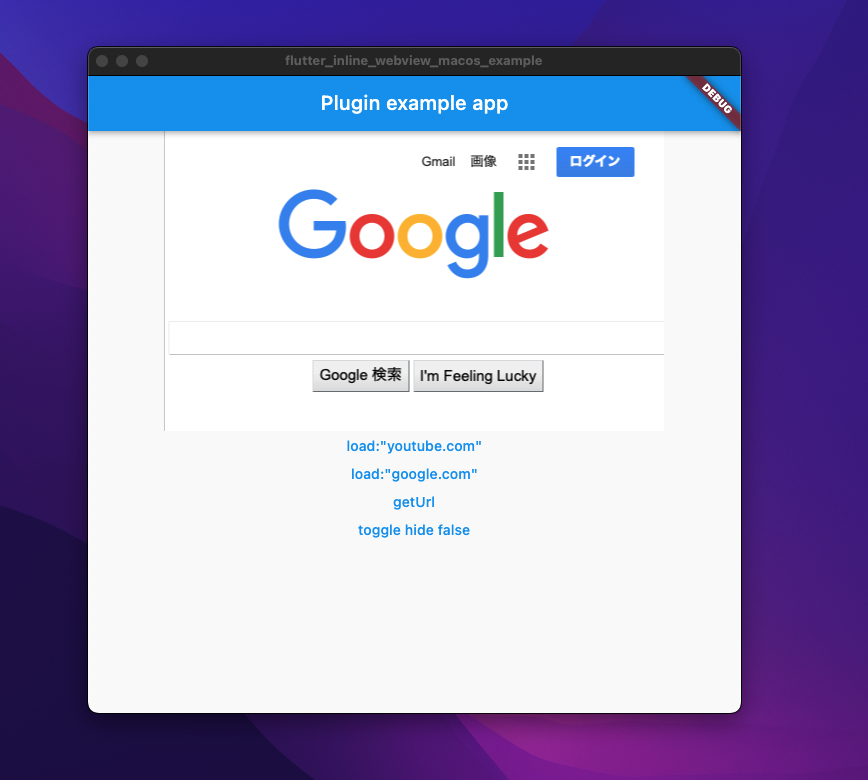 flutter_inline_webview_macos_example
Plugin example app
DEBUG
Gmail 画像 ログイン
Google
Google 検索 I'm Feeling Lucky
load:"youtube.com"
load:"google.com"
getUrl
toggle hide false